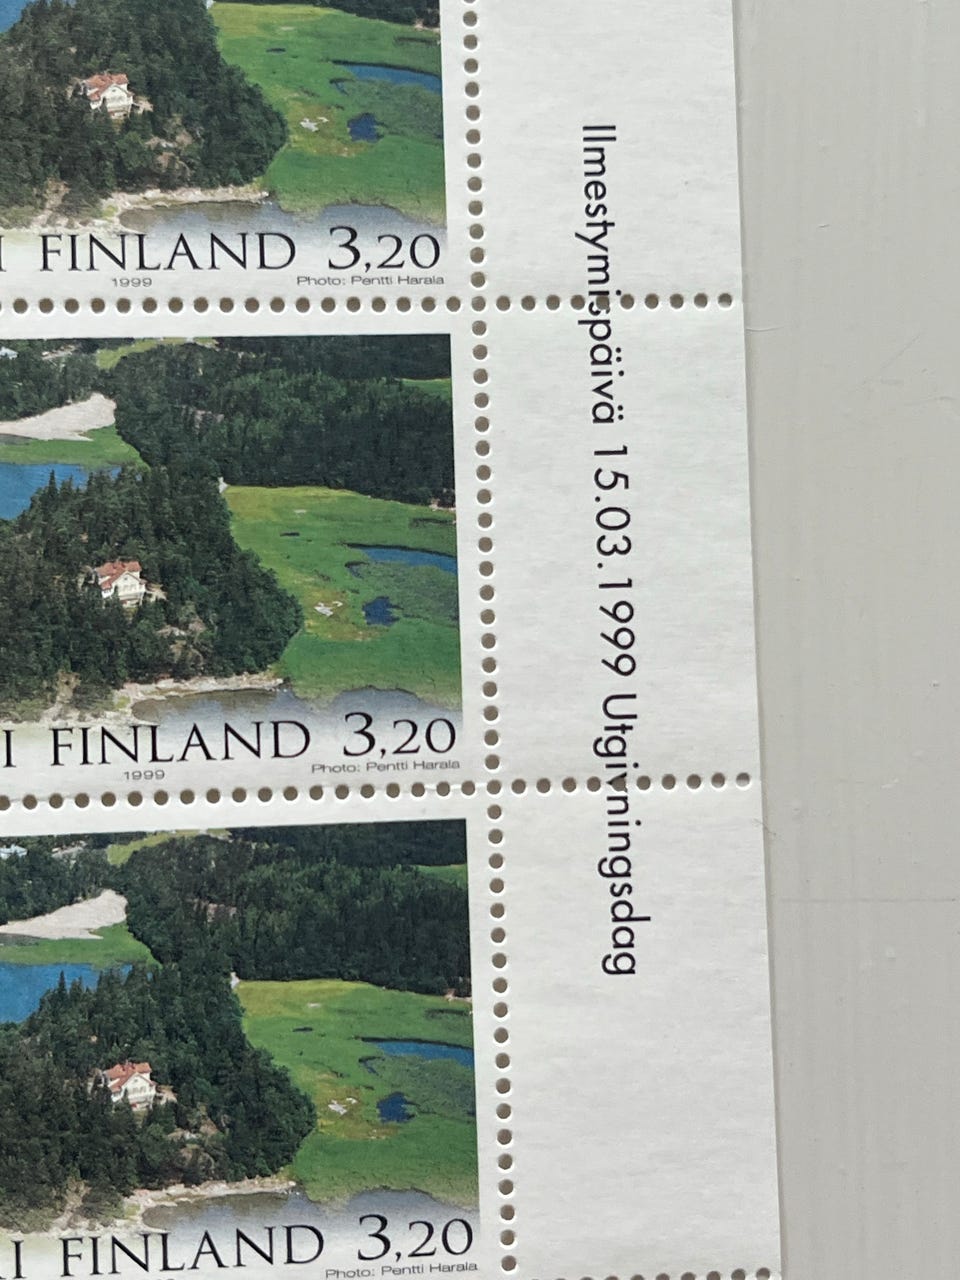 I FINLAND 3,20
1999 Photo: Pentti Harala
I FINLAND 3,20
1999 Photo: Pentti Harala
I FINLAND 3,20
Photo: Pentti Harala
Ilmestymispäivä 15.03.1999 Utgivningsdag